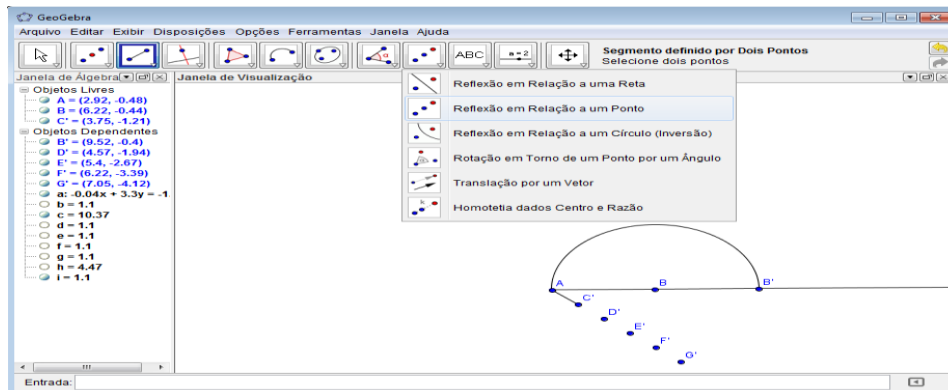 GeoGebra
Arquivo Editar Exibir Disposições Opções Ferramentas Janela Ajuda
ABC
a=2
Segmento definido por Dois Pontos
Selecione dois pontos
Janela de Álgebra
Janela de Visualização
Objetos Livres
A = (2.92, -0.48)
B = (6.22, -0.44)
C' = (3.75, -1.21)
Objetos Dependentes
B' = (9.52, -0.4)
D' = (4.57, -1.94)
E' = (5.4, -2.67)
F' = (6.22, -3.39)
G' = (7.05, -4.12)
a: -0.04x + 3.3y = -1.
b = 1.1
c = 10.37
d = 1.1
e = 1.1
f = 1.1
g = 1.1
h = 4.47
i = 1.1
Reflexão em Relação a uma Reta
Reflexão em Relação a um Ponto
Reflexão em Relação a um Círculo (Inversão)
Rotação em Torno de um Ponto por um Ângulo
Translação por um Vetor
Homotetia dados Centro e Razão
A
B
B'
C'
D'
E'
F'
G'
Entrada: